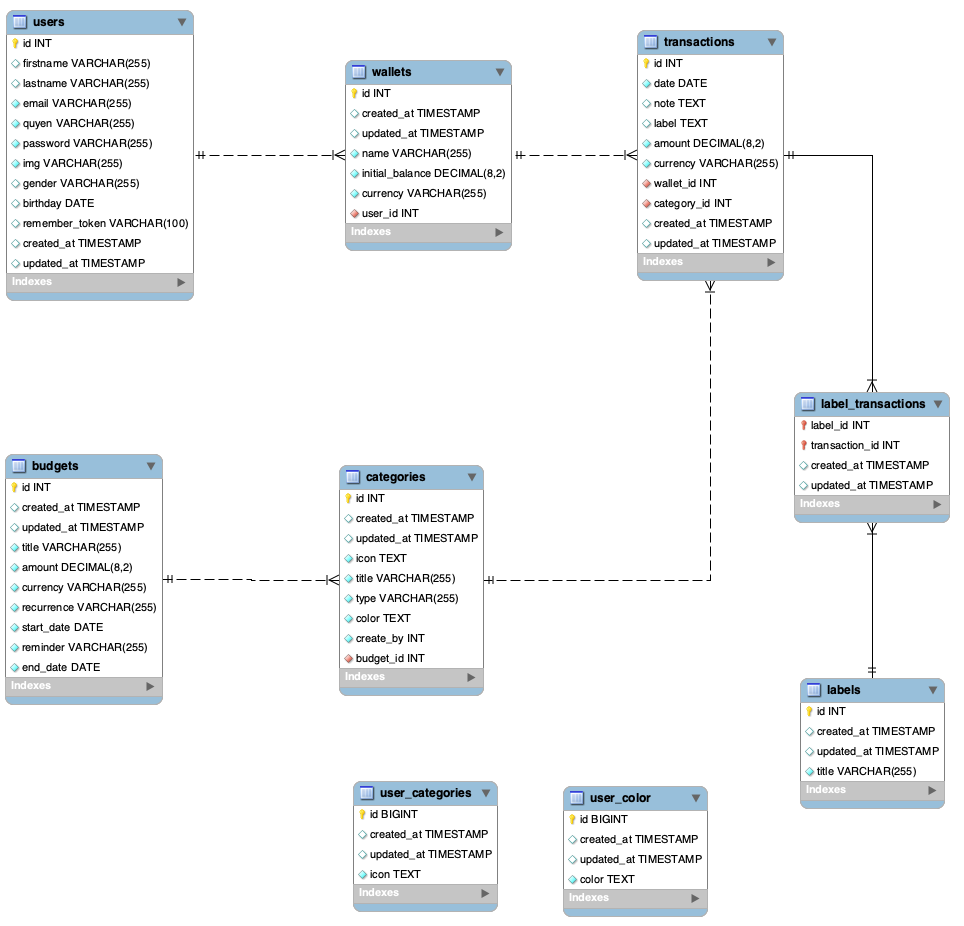 users
id INT
firstname VARCHAR(255)
lastname VARCHAR(255)
email VARCHAR(255)
quyen VARCHAR(255)
password VARCHAR(255)
img VARCHAR(255)
gender VARCHAR(255)
birthday DATE
remember_token VARCHAR(100)
created_at TIMESTAMP
updated_at TIMESTAMP
Indexes
wallets
id INT
created_at TIMESTAMP
updated_at TIMESTAMP
name VARCHAR(255)
initial_balance DECIMAL(8,2)
currency VARCHAR(255)
user_id INT
Indexes
transactions
id INT
date DATE
note TEXT
label TEXT
amount DECIMAL(8,2)
currency VARCHAR(255)
wallet_id INT
category_id INT
created_at TIMESTAMP
updated_at TIMESTAMP
Indexes
label_transactions
label_id INT
transaction_id INT
created_at TIMESTAMP
updated_at TIMESTAMP
Indexes
budgets
id INT
created_at TIMESTAMP
updated_at TIMESTAMP
title VARCHAR(255)
amount DECIMAL(8,2)
currency VARCHAR(255)
recurrence VARCHAR(255)
start_date DATE
reminder VARCHAR(255)
end_date DATE
Indexes
categories
id INT
created_at TIMESTAMP
updated_at TIMESTAMP
icon TEXT
title VARCHAR(255)
type VARCHAR(255)
color TEXT
create_by INT
budget_id INT
Indexes
labels
id INT
created_at TIMESTAMP
updated_at TIMESTAMP
title VARCHAR(255)
Indexes
user_categories
id BIGINT
created_at TIMESTAMP
updated_at TIMESTAMP
icon TEXT
Indexes
user_color
id BIGINT
created_at TIMESTAMP
updated_at TIMESTAMP
color TEXT
Indexes